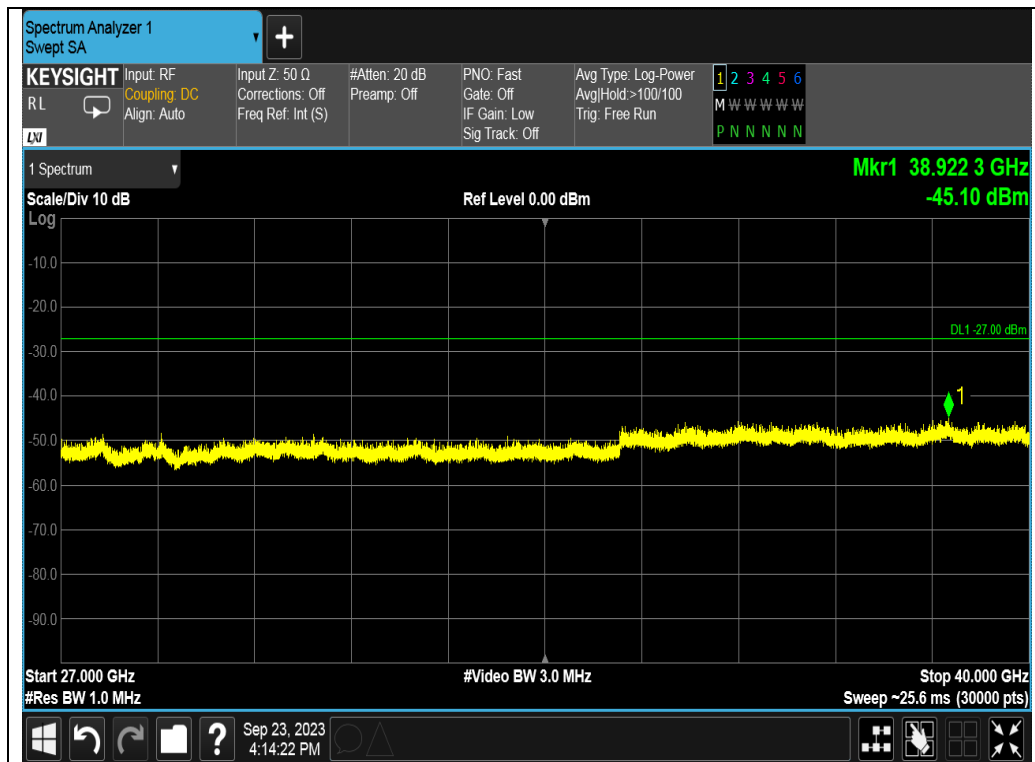 Spectrum Analyzer 1
Swept SA
KEYSIGHT
R L
LXI
Input: RF
Coupling: DC
Align: Auto
Input Z: 50 Ω
Corrections: Off
Freq Ref: Int (S)
#Atten: 20 dB
Preamp: Off
PNO: Fast
Gate: Off
IF Gain: Low
Sig Track: Off
Avg Type: Log-Power
Avg|Hold:>100/100
Trig: Free Run
1 2 3 4 5 6
M W W W W W
P N N N N N
1 Spectrum
Mkr1 38.922 3 GHz
-45.10 dBm
Scale/Div 10 dB
Ref Level 0.00 dBm
Log
-10.0
-20.0
DL1 -27.00 dBm
-30.0
-40.0
1
-50.0
-60.0
-70.0
-80.0
-90.0
Start 27.000 GHz
#Video BW 3.0 MHz
Stop 40.000 GHz
#Res BW 1.0 MHz
Sweep ~25.6 ms (30000 pts)
?
Sep 23, 2023
4:14:22 PM